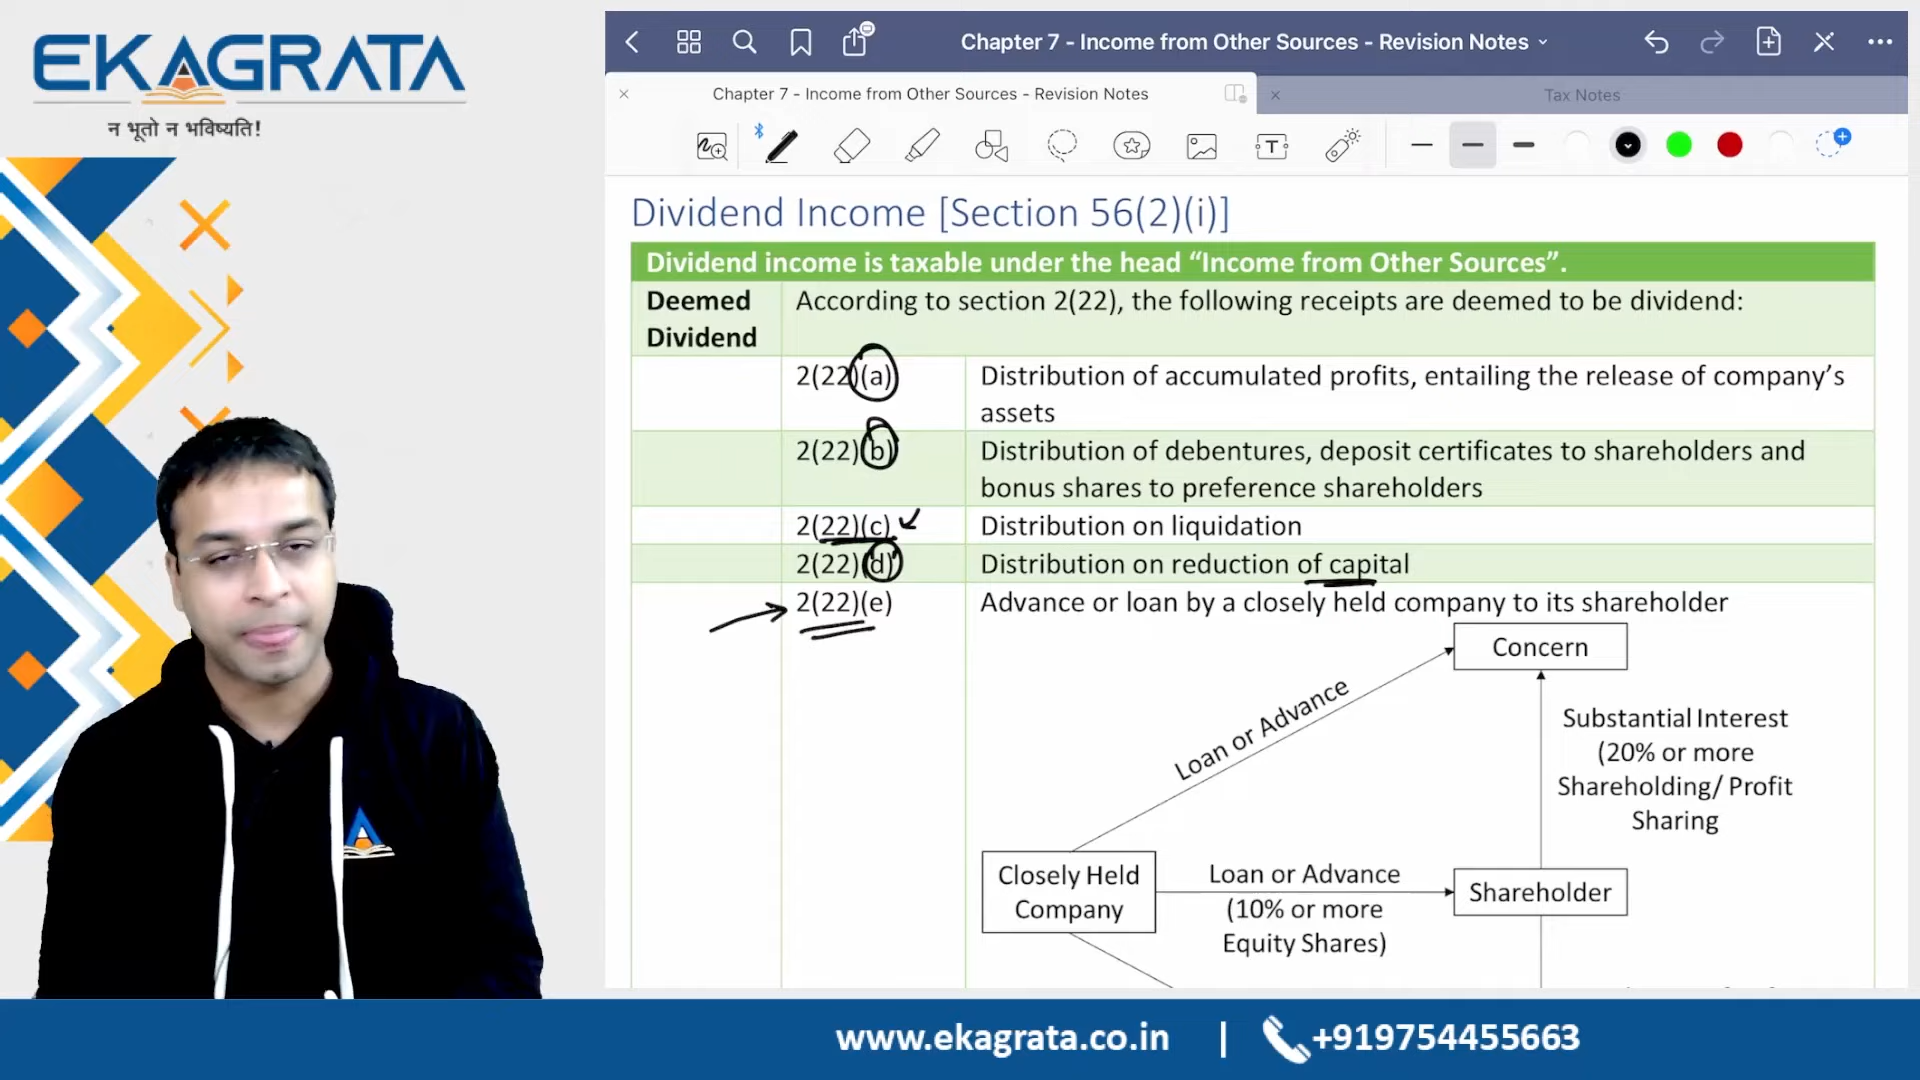 EKAGRATA
न भूतो न भविष्यति!
Chapter 7 - Income from Other Sources - Revision Notes
Chapter 7 - Income from Other Sources - Revision Notes
Tax Notes
Dividend Income [Section 56(2)(i)]
Dividend income is taxable under the head “Income from Other Sources”.
Deemed Dividend
According to section 2(22), the following receipts are deemed to be dividend:
2(22)(a)
Distribution of accumulated profits, entailing the release of company’s
assets
2(22)(b)
Distribution of debentures, deposit certificates to shareholders and
bonus shares to preference shareholders
2(22)(c)
Distribution on liquidation
2(22)(d)
Distribution on reduction of capital
2(22)(e)
Advance or loan by a closely held company to its shareholder
Concern
Loan or Advance
Substantial Interest
(20% or more
Shareholding/ Profit
Sharing
Closely Held
Company
Loan or Advance
(10% or more
Equity Shares)
Shareholder
www.ekagrata.co.in | +919754455663